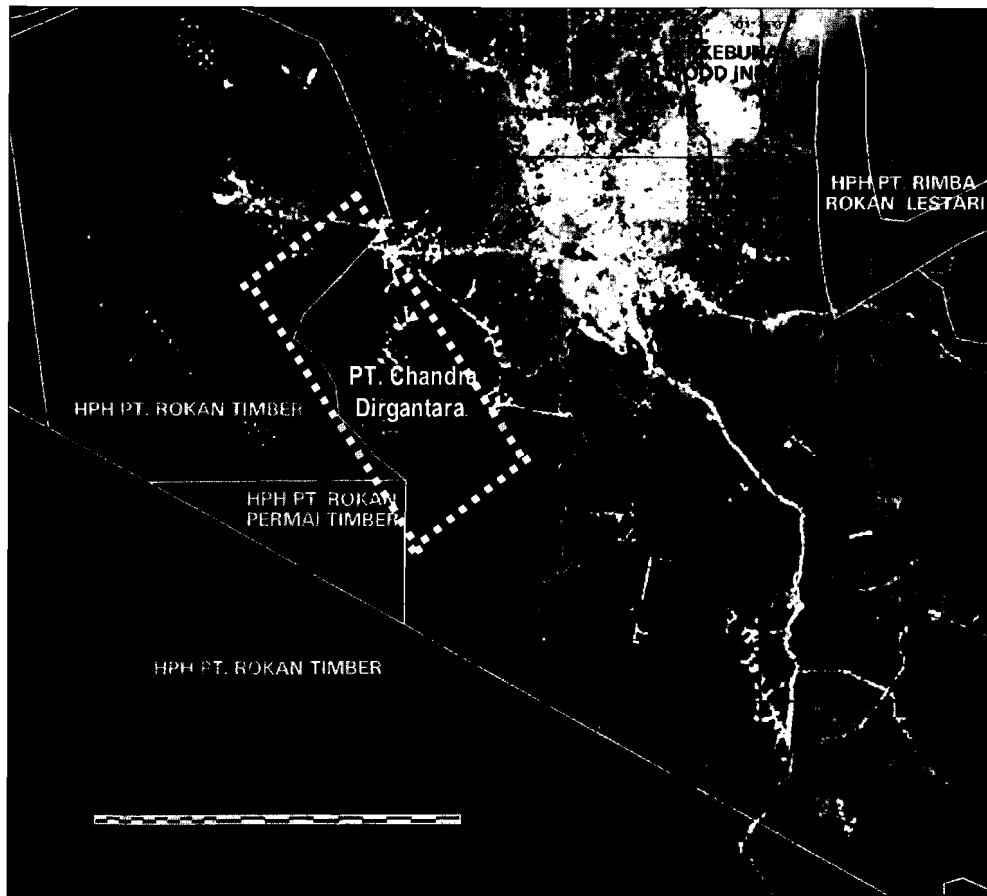 HPH PT. RIMBA
ROKAN LESTARI
PT. Chandra
Dirgantara.
HPH PT. ROKAN TIMBER
HPH PT. ROKAN
PERMAI TIMBER
HPH PT. ROKAN TIMBER